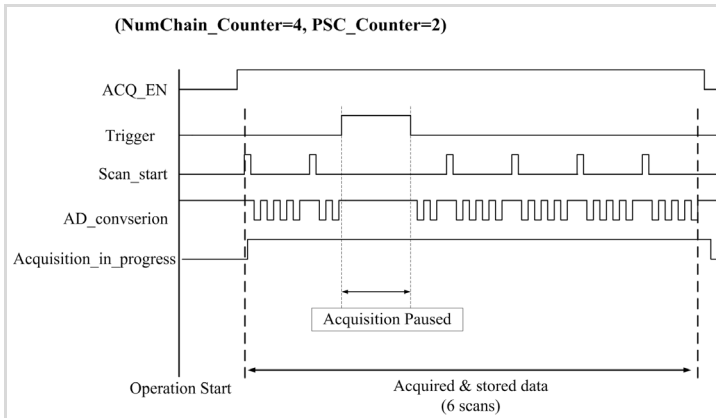 (NumChain_Counter=4, PSC_Counter=2)
ACQ_EN
Trigger
Scan_start
AD_convserion
Acquisition_in_progress
Acquisition Paused
Operation Start
Acquired & stored data
(6 scans)